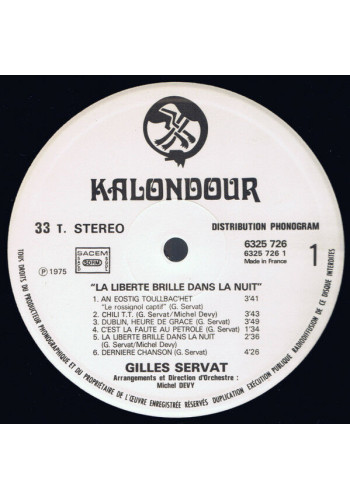 KALONDOUR
33 T. STEREO
DISTRIBUTION PHONOGRAM
SACEM
6325 726
6325 726 1
Made in France
1
Ⓟ 1975
"LA LIBERTE BRILLE DANS LA NUIT"
1. AN EOSTIG TOULLBAC'HET 3'41
"Le rossignol captif" (G. Servat)
2. CHILI T.T. (G. Servat/Michel Devy) 3'43
3. DUBLIN, HEURE DE GRACE (G. Servat) 3'49
4. C'EST LA FAUTE AU PETROLE (G. Servat) 1'34
5. LA LIBERTE BRILLE DANS LA NUIT 2'36
(G. Servat/Michel Devy)
6. DERNIERE CHANSON (G. Servat) 4'26
GILLES SERVAT
Arrangements et Direction d'Orchestre :
Michel DEVY
TOUS DROITS DU PRODUCTEUR PHONOGRAPHIQUE ET DU PROPRIÉTAIRE DE L'ŒUVRE ENREGISTRÉE RÉSERVÉS DUPLICATION EXÉCUTION PUBLIQUE RADIODIFFUSION DE CE DISQUE INTERDITES